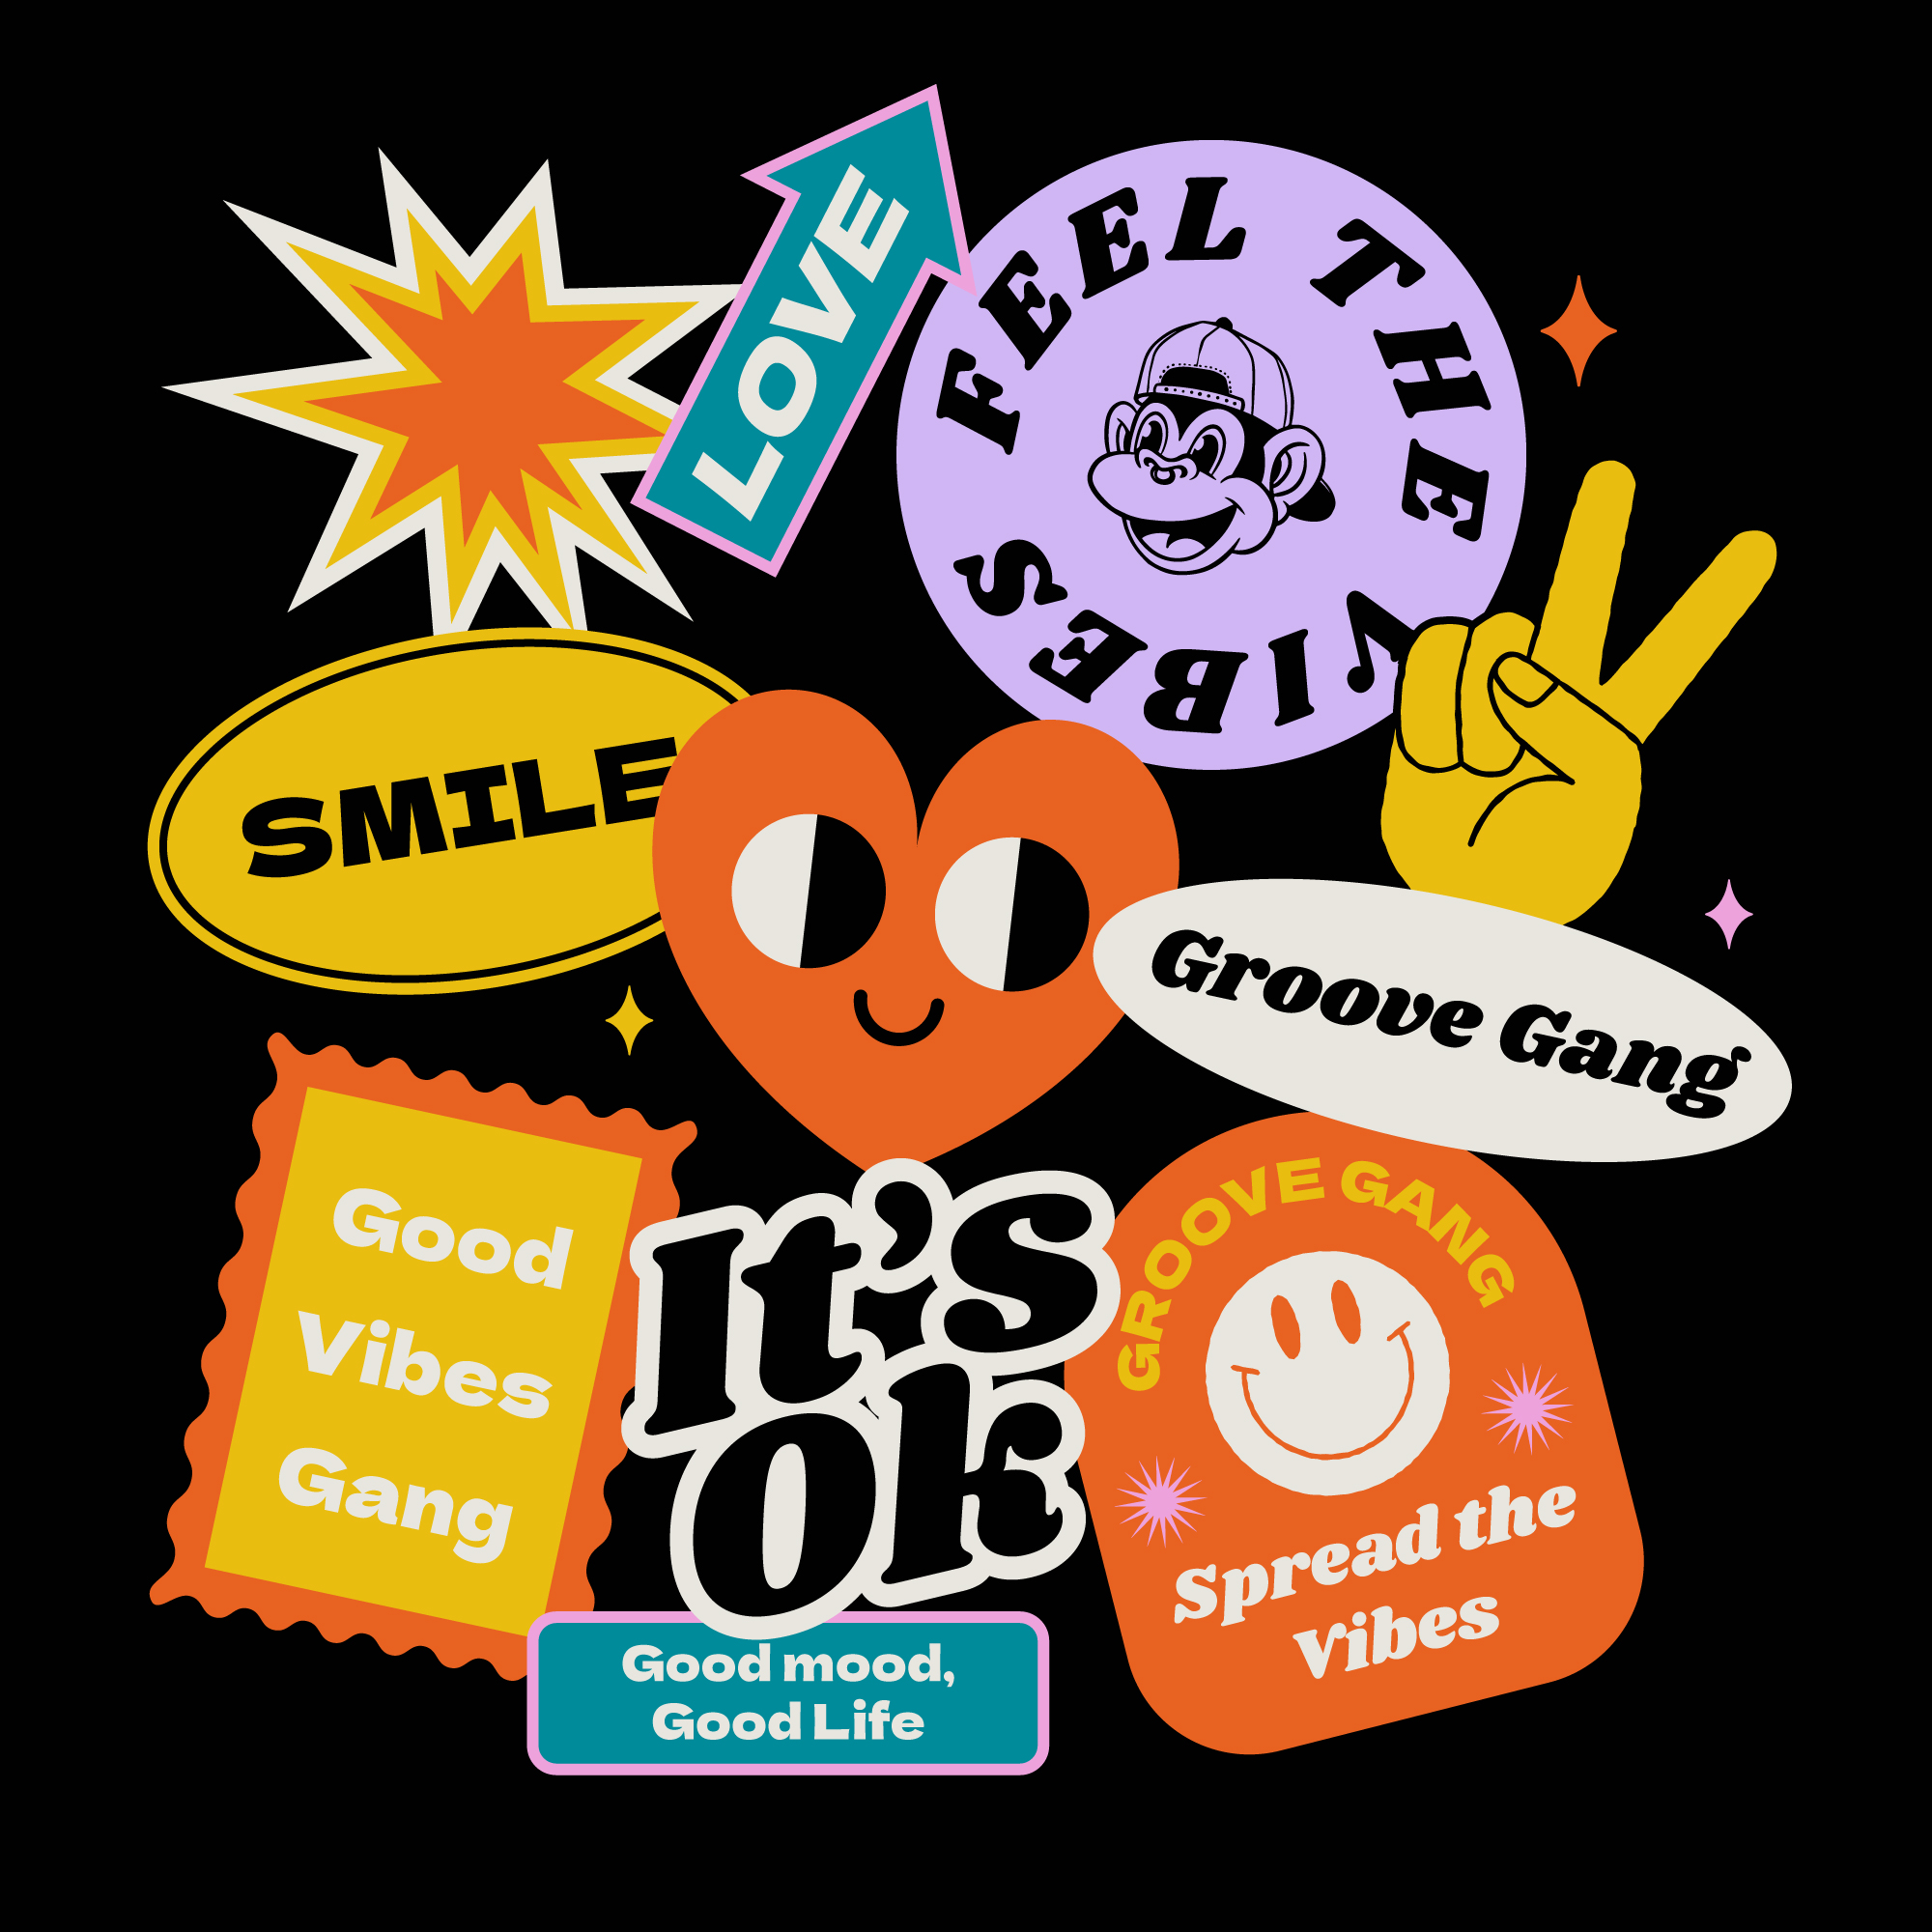 LOVE
FEEL THE VIBES
SMILE
Groove Gang
Good
Vibes
Gang
It's
Ok
GROOVE GANG
Spread the
Vibes
Good mood,
Good Life